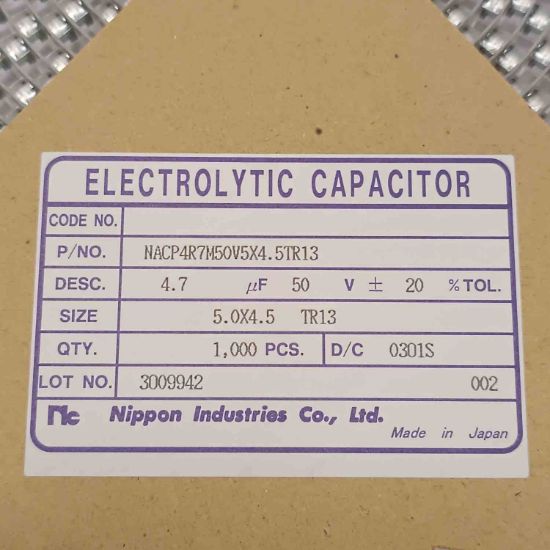 ELECTROLYTIC CAPACITOR
CODE NO.
P/NO. NACP4R7M50V5X4.5TR13
DESC. 4.7 µF 50 V ± 20 % TOL.
SIZE 5.0X4.5 TR13
QTY. 1,000 PCS. D/C 0301S
LOT NO. 3009942 002
nic Nippon Industries Co., Ltd.
Made in Japan